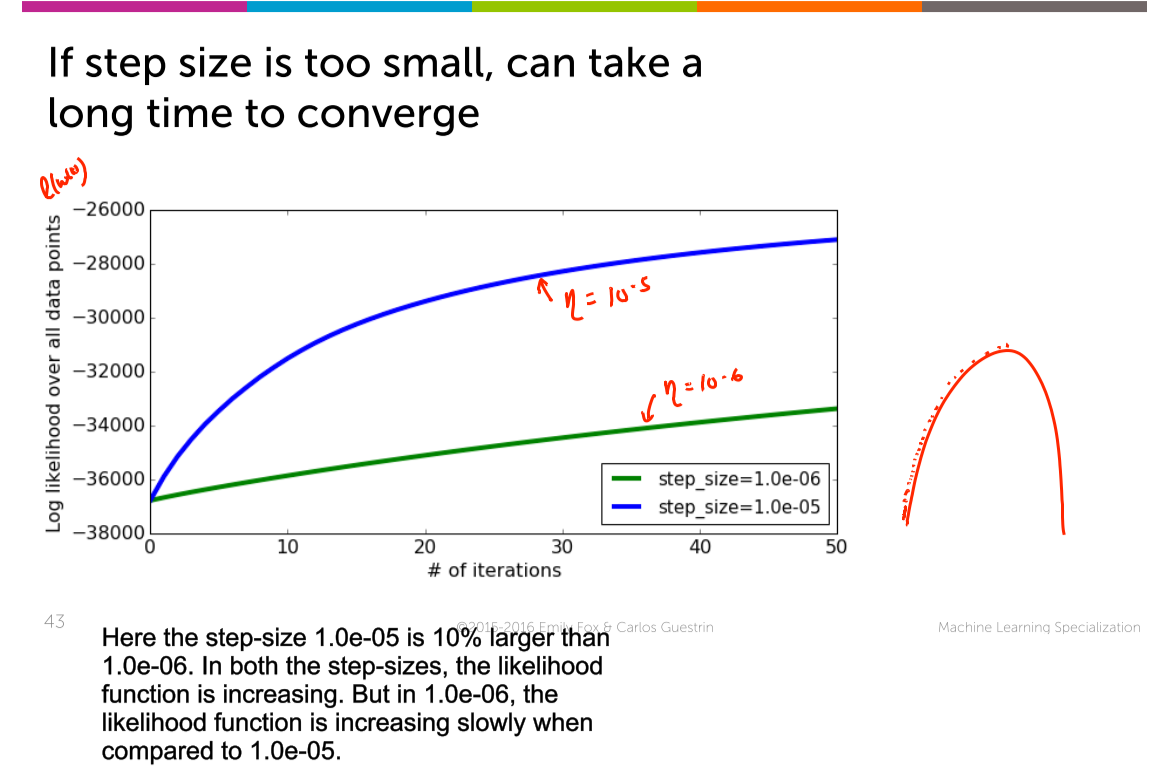 If step size is too small, can take a
long time to converge
Log likelihood over all data points
−26000
−28000
−30000
−32000
−34000
−36000
−38000
η = 10-5
η = 10-6
step_size=1.0e-06
step_size=1.0e-05
0 10 20 30 40 50
# of iterations
43
©2015-2016 Emily Fox & Carlos Guestrin
Machine Learning Specialization
Here the step-size 1.0e-05 is 10% larger than
1.0e-06. In both the step-sizes, the likelihood
function is increasing. But in 1.0e-06, the
likelihood function is increasing slowly when
compared to 1.0e-05.